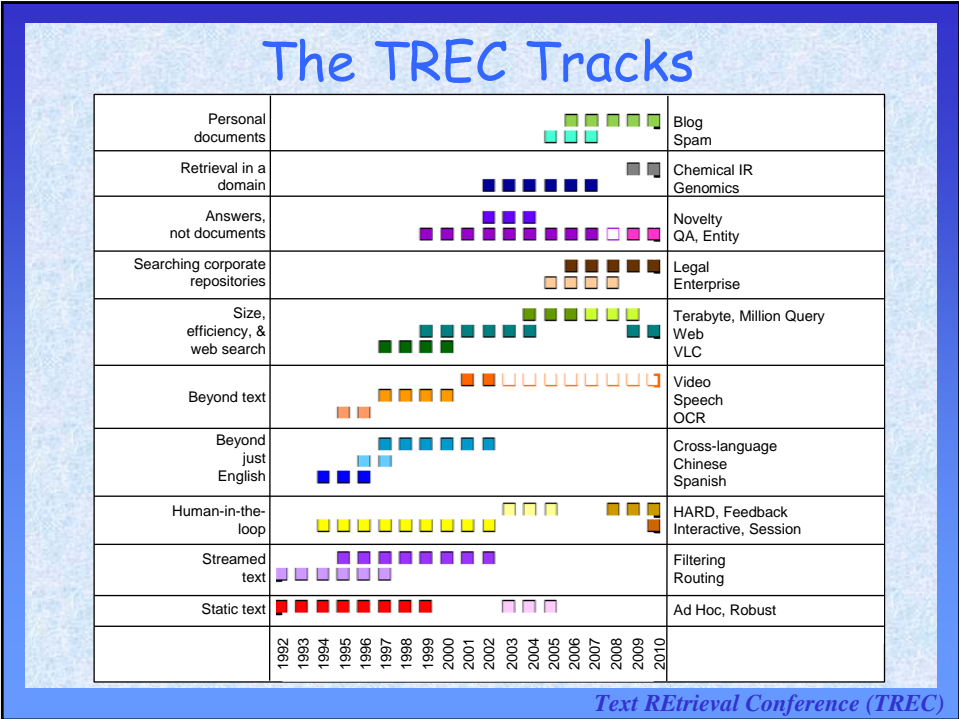 The TREC Tracks
Personal
documents
Blog
Spam
Retrieval in a
domain
Chemical IR
Genomics
Answers,
not documents
Novelty
QA, Entity
Searching corporate
repositories
Legal
Enterprise
Size,
efficiency, &
web search
Terabyte, Million Query
Web
VLC
Beyond text
Video
Speech
OCR
Beyond
just
English
Cross-language
Chinese
Spanish
Human-in-the-
loop
HARD, Feedback
Interactive, Session
Streamed
text
Filtering
Routing
Static text
Ad Hoc, Robust
1992
1993
1994
1995
1996
1997
1998
1999
2000
2001
2002
2003
2004
2005
2006
2007
2008
2009
2010
Text REtrieval Conference (TREC)